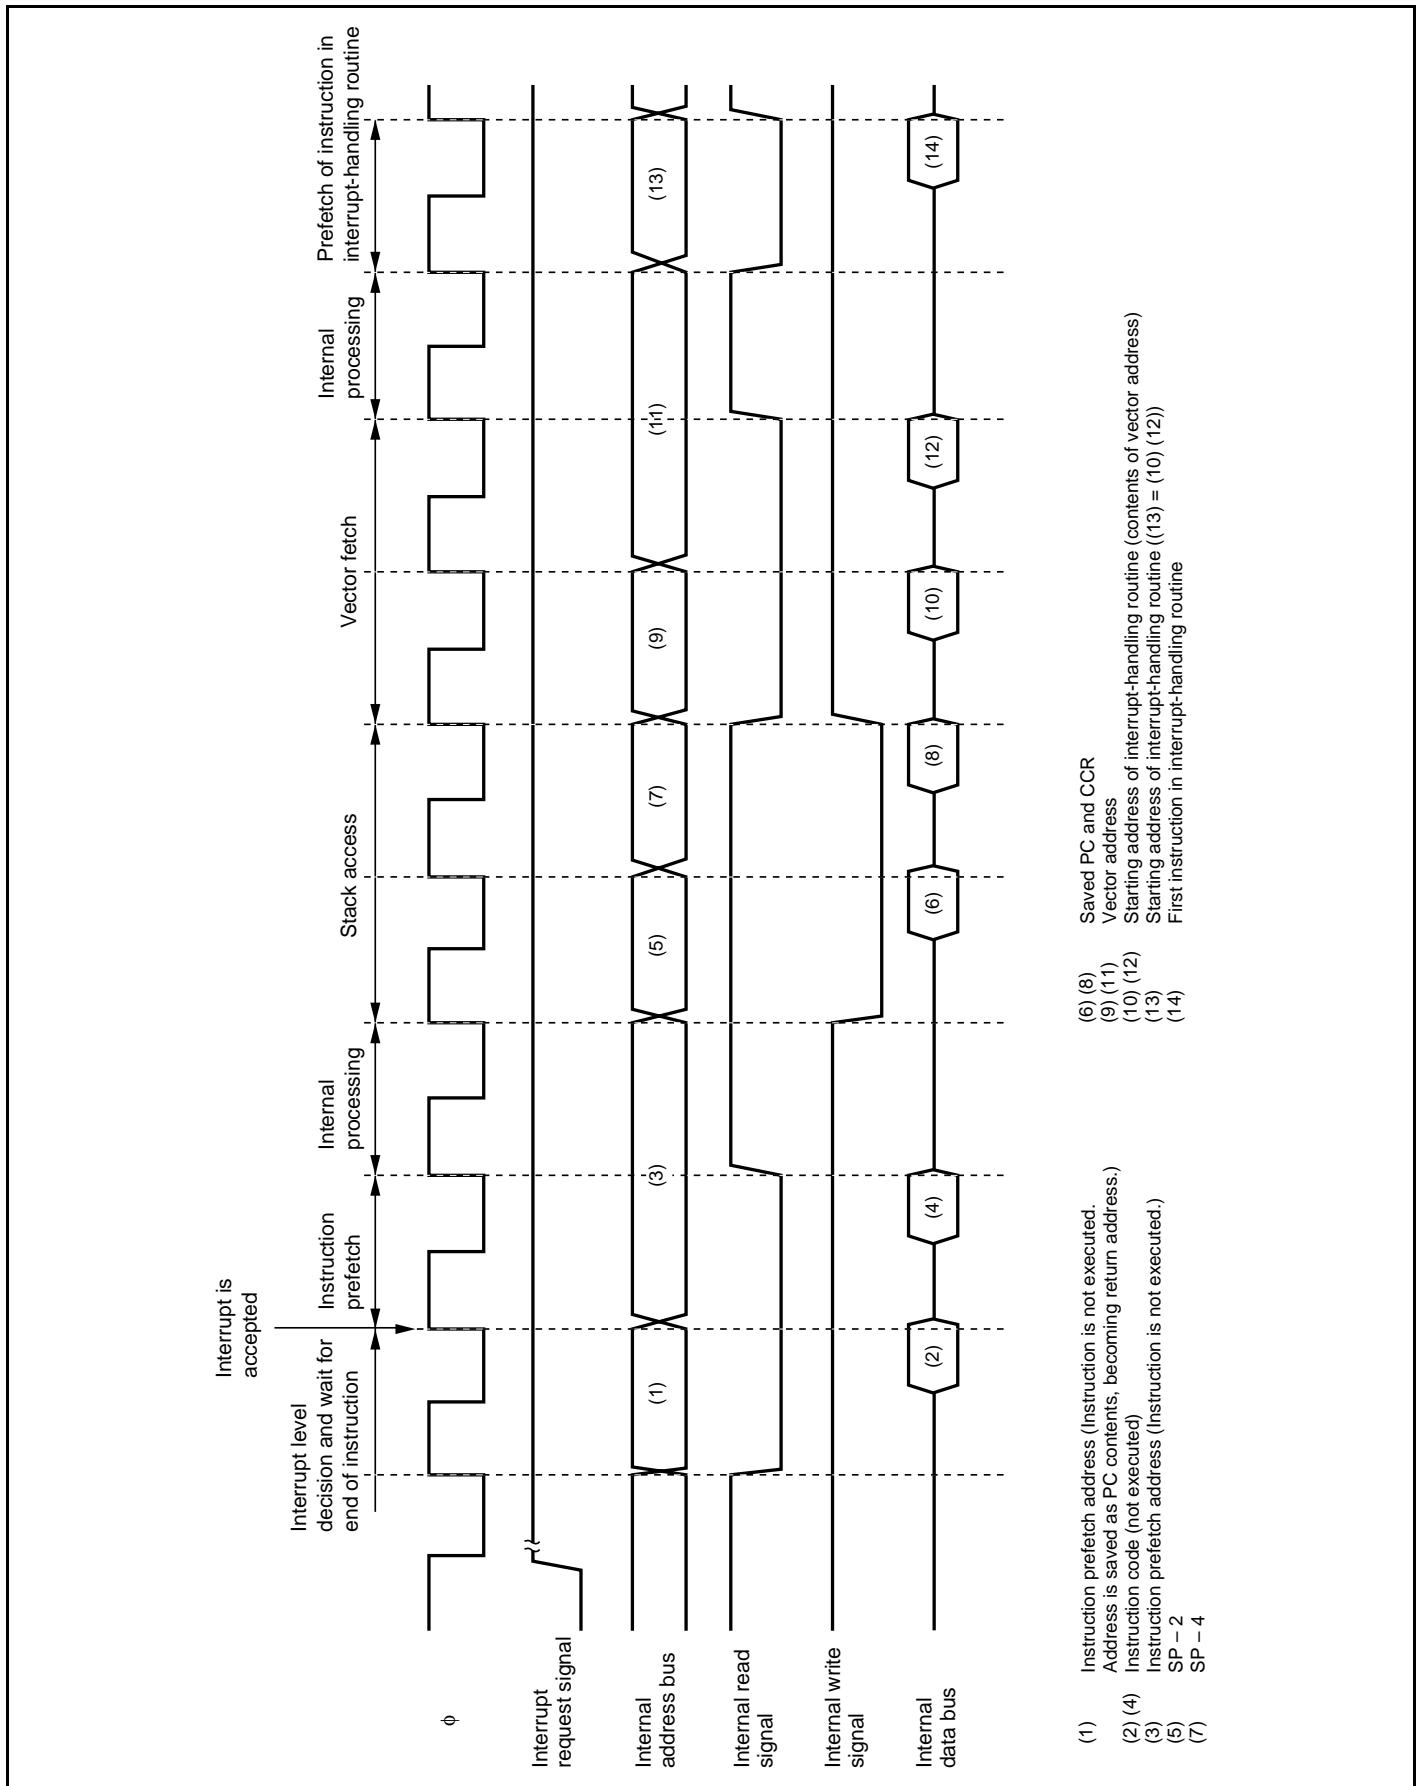 Interrupt is
accepted
Interrupt level
decision and wait for
end of instruction
Instruction
prefetch
Internal
processing
Stack access
Vector fetch
Internal
processing
Prefetch of instruction in
interrupt-handling routine
φ
Interrupt
request signal
Internal
address bus
(1)
(3)
(5)
(7)
(9)
(11)
(13)
Internal read
signal
Internal write
signal
Internal
data bus
(2)
(4)
(6)
(8)
(10)
(12)
(14)
(1) Instruction prefetch address (Instruction is not executed.
Address is saved as PC contents, becoming return address.)
(2) (4) Instruction code (not executed)
(3) Instruction prefetch address (Instruction is not executed.)
(5) SP – 2
(7) SP – 4
(6) (8) Saved PC and CCR
(9) (11) Vector address
(10) (12) Starting address of interrupt-handling routine (contents of vector address)
(13) Starting address of interrupt-handling routine ((13) = (10) (12))
(14) First instruction in interrupt-handling routine